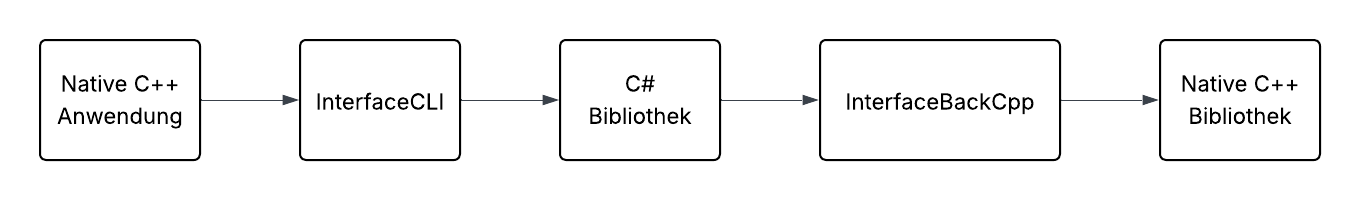 Native C++
Anwendung
InterfaceCLI
C#
Bibliothek
InterfaceBackCpp
Native C++
Bibliothek